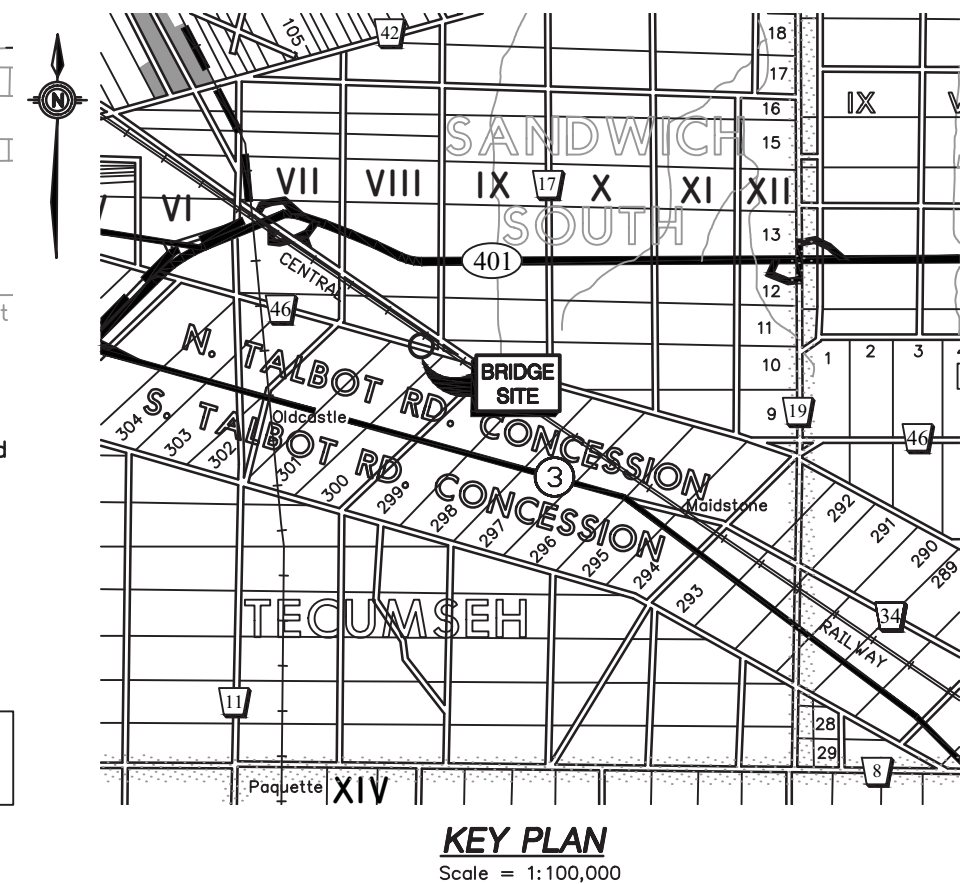 42
105
18
17
16
15
IX
N
SANDWICH
VI
VII
VIII
IX
17
X
XI
XII
SOUTH
13
401
CENTRAL
12
46
t
11
N. TALBOT RD. CONCESSION
BRIDGE
SITE
10
1
2
3
9
19
46
S. TALBOT RD. CONCESSION
Oldcastle
304
303
302
301
300
299
298
297
296
295
294
293
292
291
290
289
3
Maidstone
d
TECUMSEH
34
RAILWAY
11
28
29
8
Paquette
XIV
KEY PLAN
Scale = 1:100,000